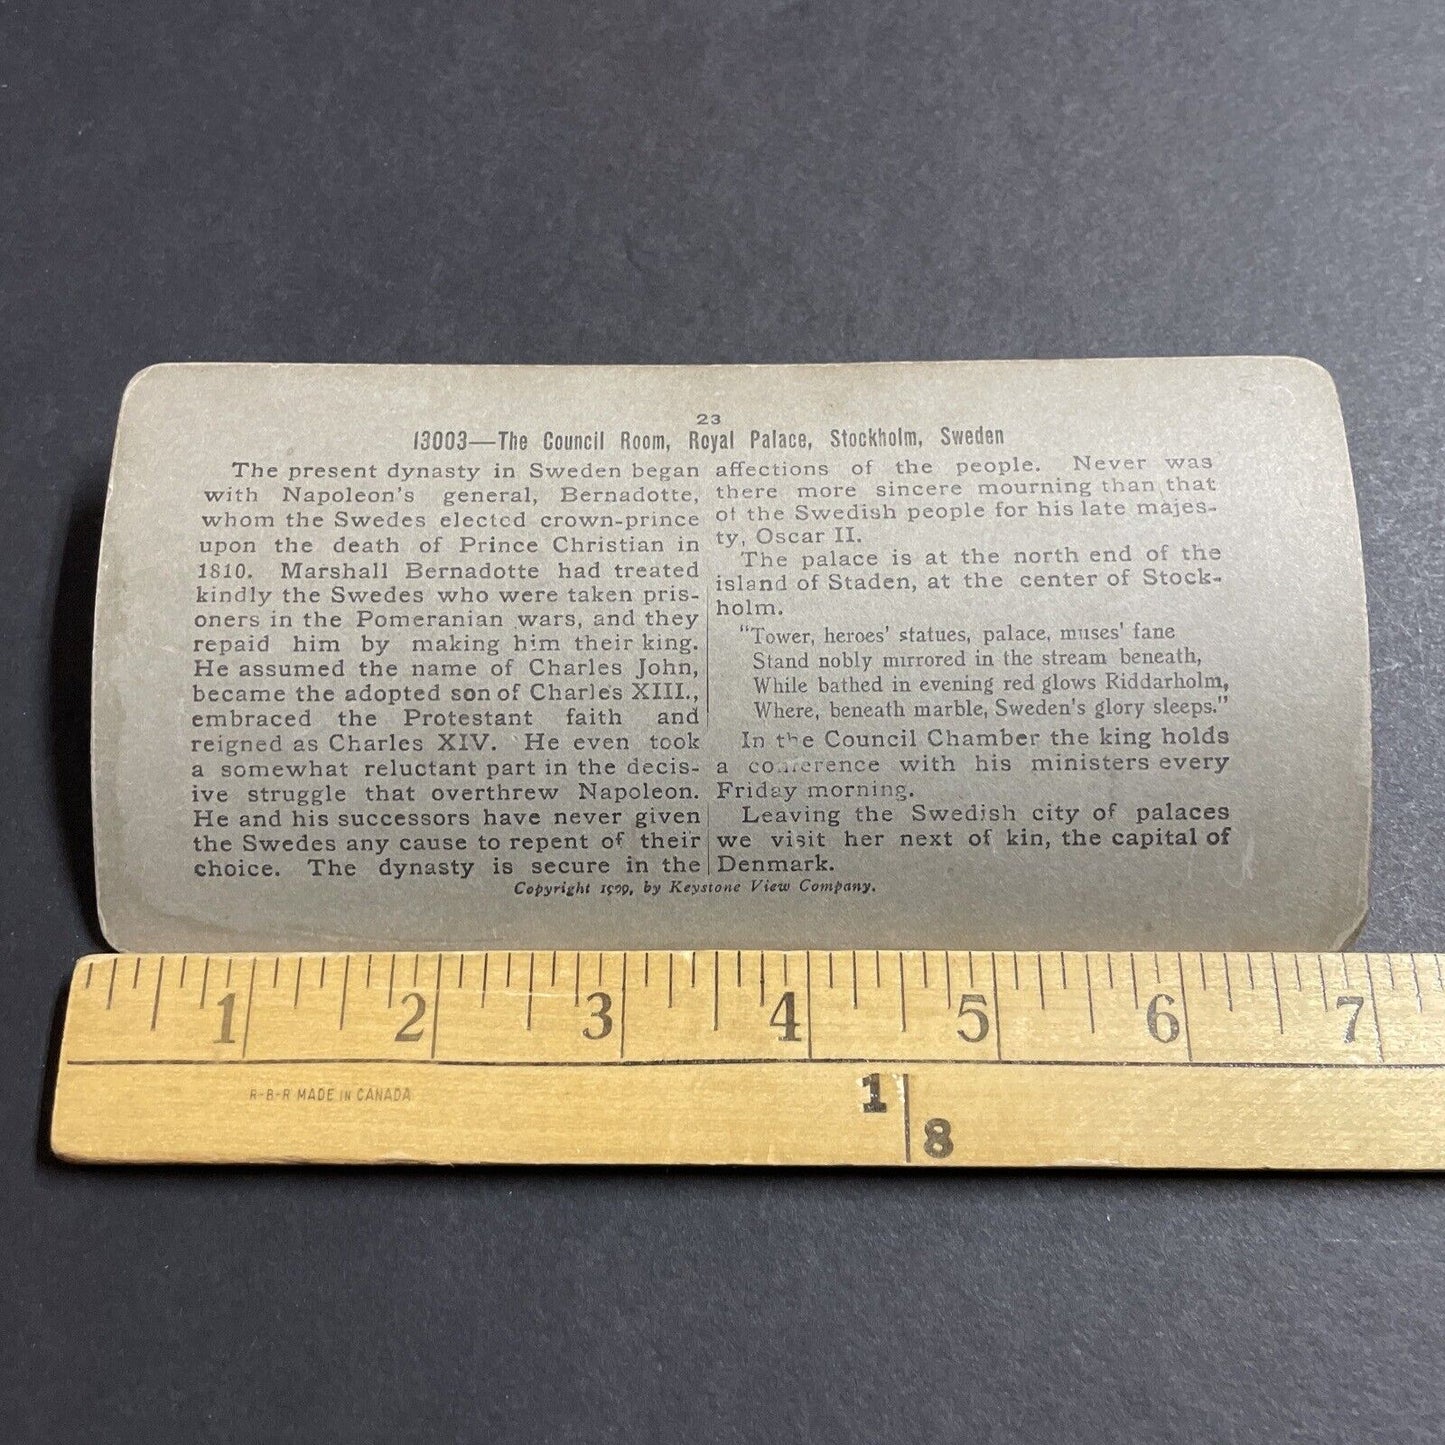 23
13003—The Council Room, Royal Palace, Stockholm, Sweden
The present dynasty in Sweden began
with Napoleon's general, Bernadotte,
whom the Swedes elected crown-prince
upon the death of Prince Christian in
1810. Marshall Bernadotte had treated
kindly the Swedes who were taken pris-
oners in the Pomeranian wars, and they
repaid him by making him their king.
He assumed the name of Charles John,
became the adopted son of Charles XIII.,
embraced the Protestant faith and
reigned as Charles XIV. He even took
a somewhat reluctant part in the decis-
ive struggle that overthrew Napoleon.
He and his successors have never given
the Swedes any cause to repent of their
choice. The dynasty is secure in the
affections of the people. Never was
there more sincere mourning than that
of the Swedish people for his late majes-
ty, Oscar II.
The palace is at the north end of the
island of Staden, at the center of Stock-
holm.
"Tower, heroes' statues, palace, muses' fane
Stand nobly mirrored in the stream beneath,
While bathed in evening red glows Riddarholm,
Where, beneath marble, Sweden's glory sleeps."
In the Council Chamber the king holds
a conference with his ministers every
Friday morning.
Leaving the Swedish city of palaces
we visit her next of kin, the capital of
Denmark.
Copyright 1909, by Keystone View Company.
1 2 3 4 5 6 7
R-B-R MADE IN CANADA
1
8